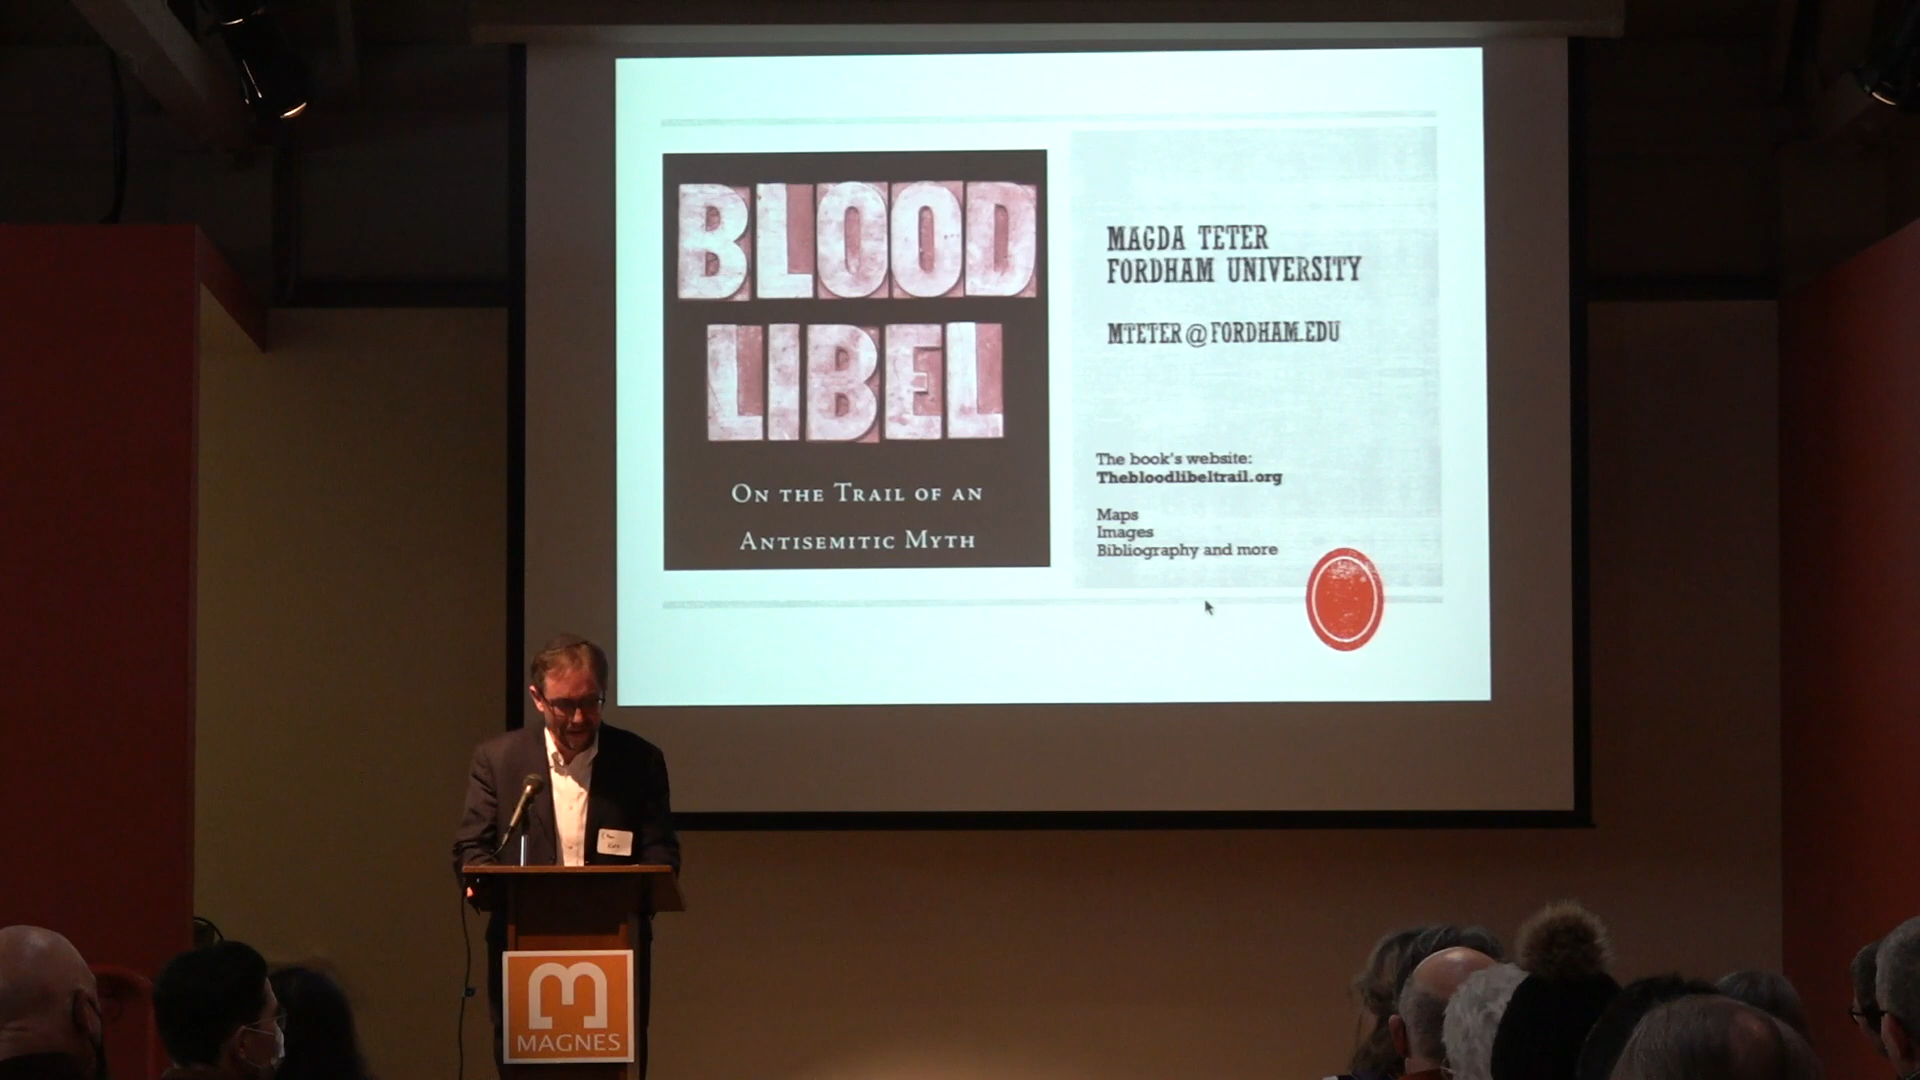 BLOOD
LIBEL
ON THE TRAIL OF AN
ANTISEMITIC MYTH
MAGDA TETER
FORDHAM UNIVERSITY
MTETER@FORDHAM.EDU
The book's website:
Thebloodlibeltrail.org
Maps
Images
Bibliography and more
MAGNES